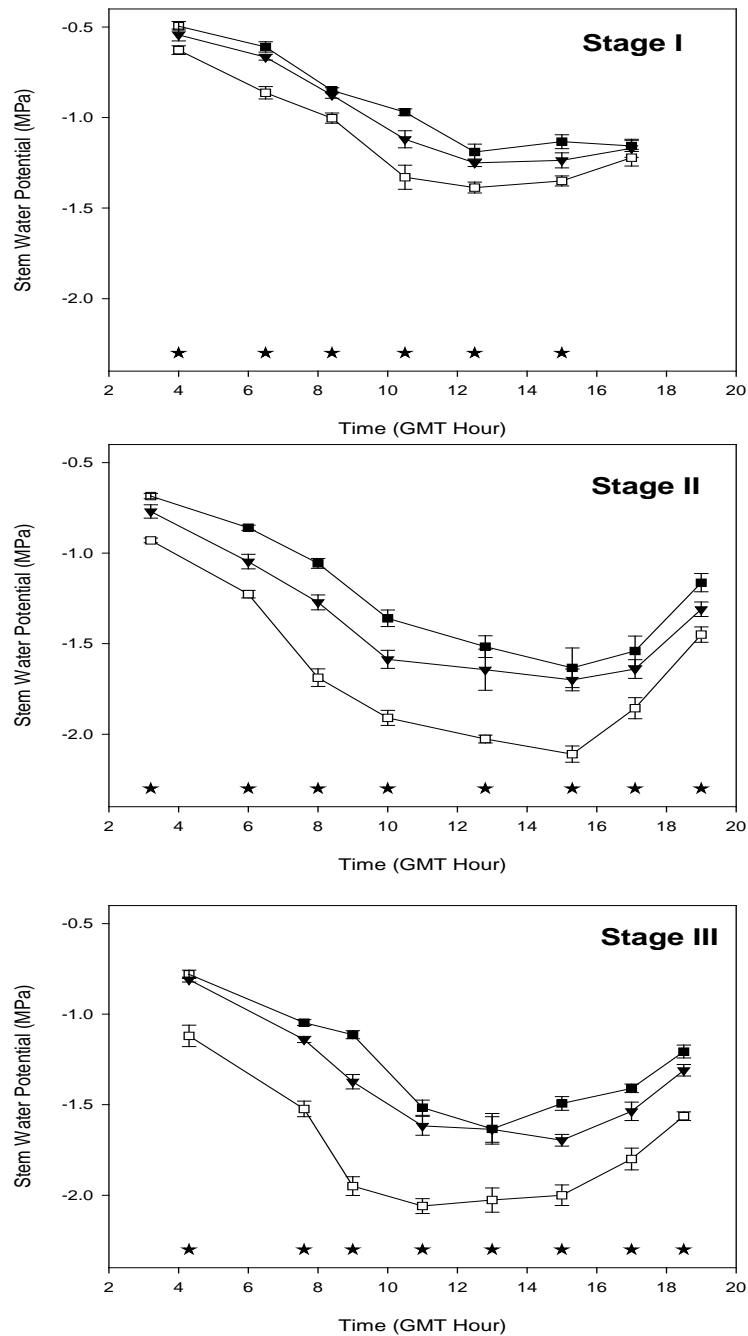 Stage I
Stem Water Potential (MPa)
-0.5
-1.0
-1.5
-2.0
2 4 6 8 10 12 14 16 18 20
Time (GMT Hour)
Stage II
Stem Water Potential (MPa)
-0.5
-1.0
-1.5
-2.0
2 4 6 8 10 12 14 16 18 20
Time (GMT Hour)
Stage III
Stem Water Potential (MPa)
-0.5
-1.0
-1.5
-2.0
2 4 6 8 10 12 14 16 18 20
Time (GMT Hour)